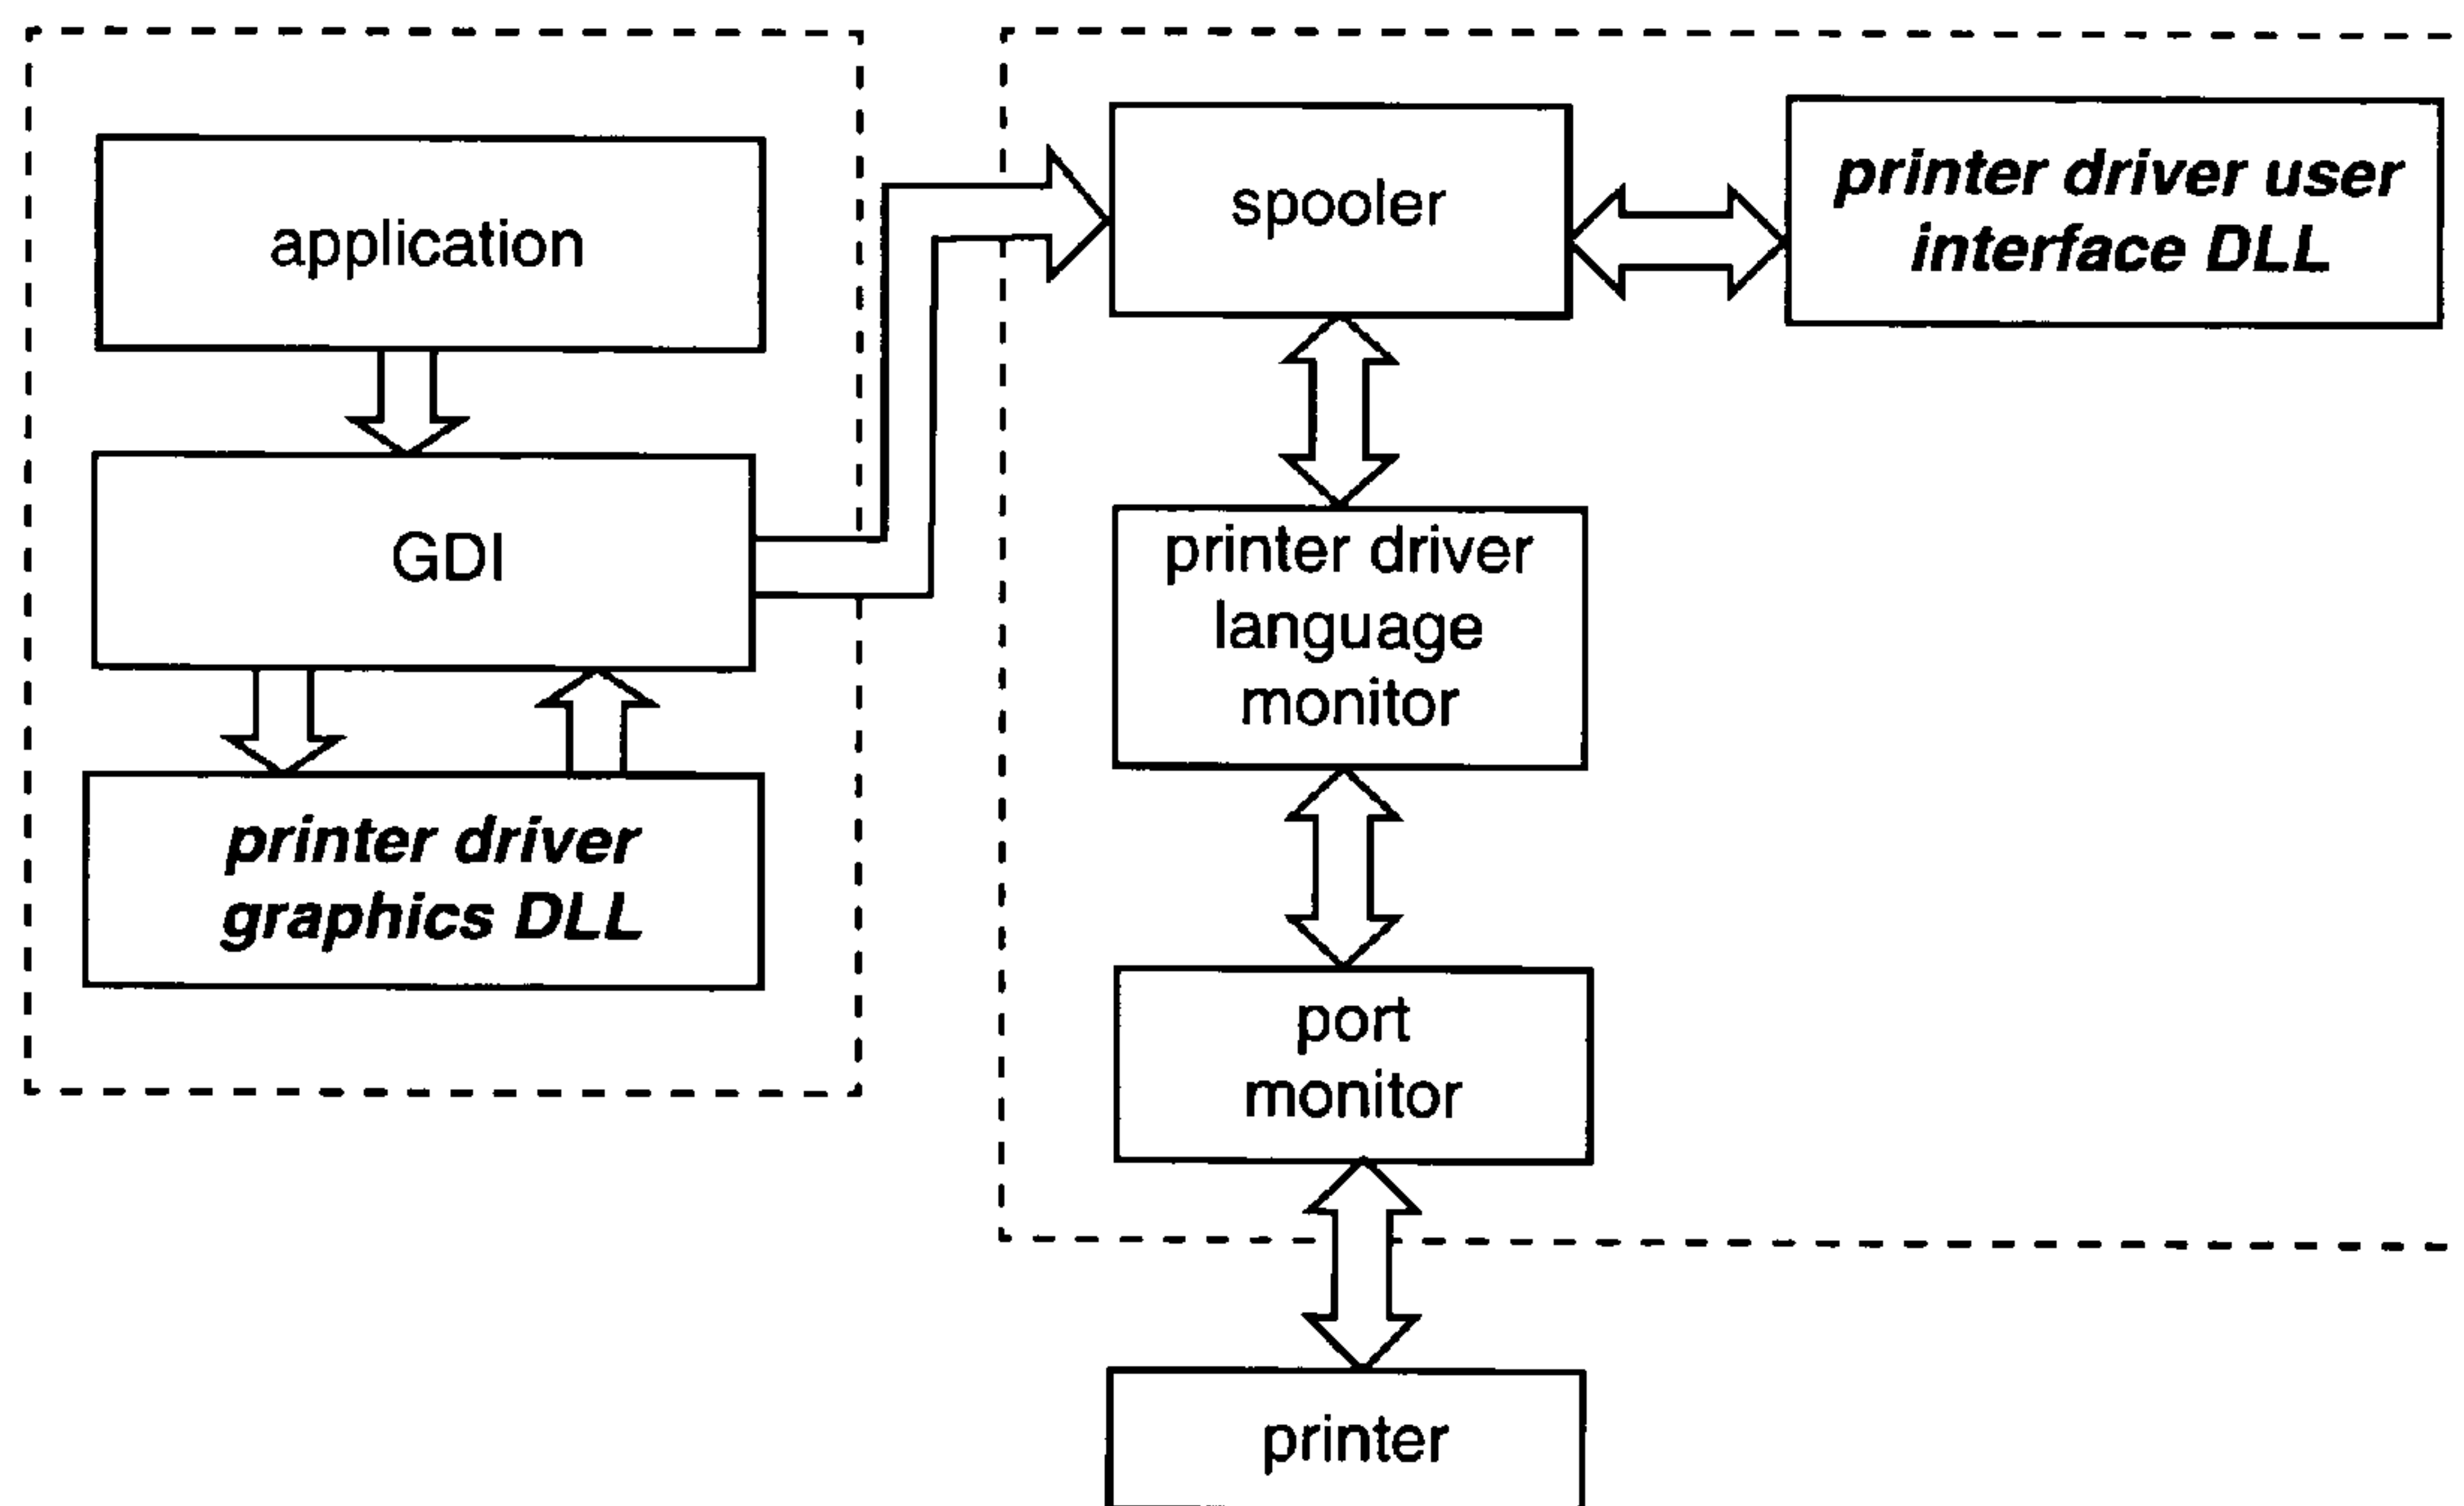 application
GDI
printer driver
graphics DLL
spooler
printer driver user
interface DLL
printer driver
language
monitor
port
monitor
printer